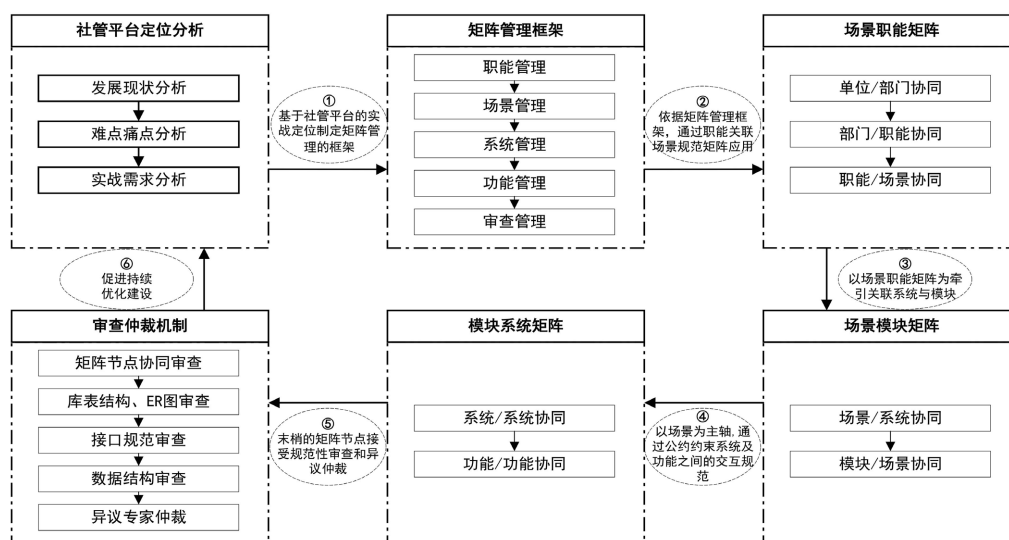 社管平台定位分析
发展现状分析
难点痛点分析
实战需求分析
①
基于社管平台的实
战定位制定矩阵管
理的框架
矩阵管理框架
职能管理
场景管理
系统管理
功能管理
审查管理
②
依据矩阵管理框
架，通过职能关联
场景规范矩阵应用
场景职能矩阵
单位/部门协同
部门/职能协同
职能/场景协同
③
以场景职能矩阵为牵
引关联系统与模块
场景模块矩阵
场景/系统协同
模块/场景协同
④
以场景为主轴,通
过公约约束系统及
功能之间的交互规
范
模块系统矩阵
系统/系统协同
功能/功能协同
⑤
末梢的矩阵节点接
受规范性审查和异
议仲裁
审查仲裁机制
矩阵节点协同审查
库表结构、ER图审查
接口规范审查
数据结构审查
异议专家仲裁
⑥
促进持续
优化建设